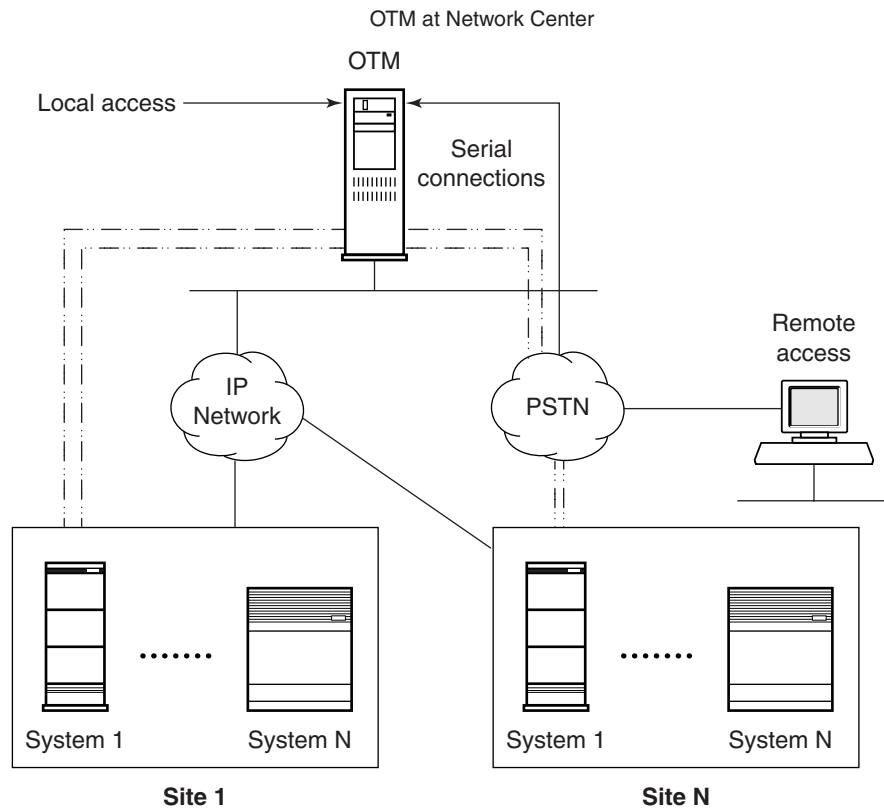 OTM at Network Center
OTM
Local access
Serial
connections
Remote
access
IP
Network
PSTN
System 1
System N
System 1
System N
Site 1
Site N